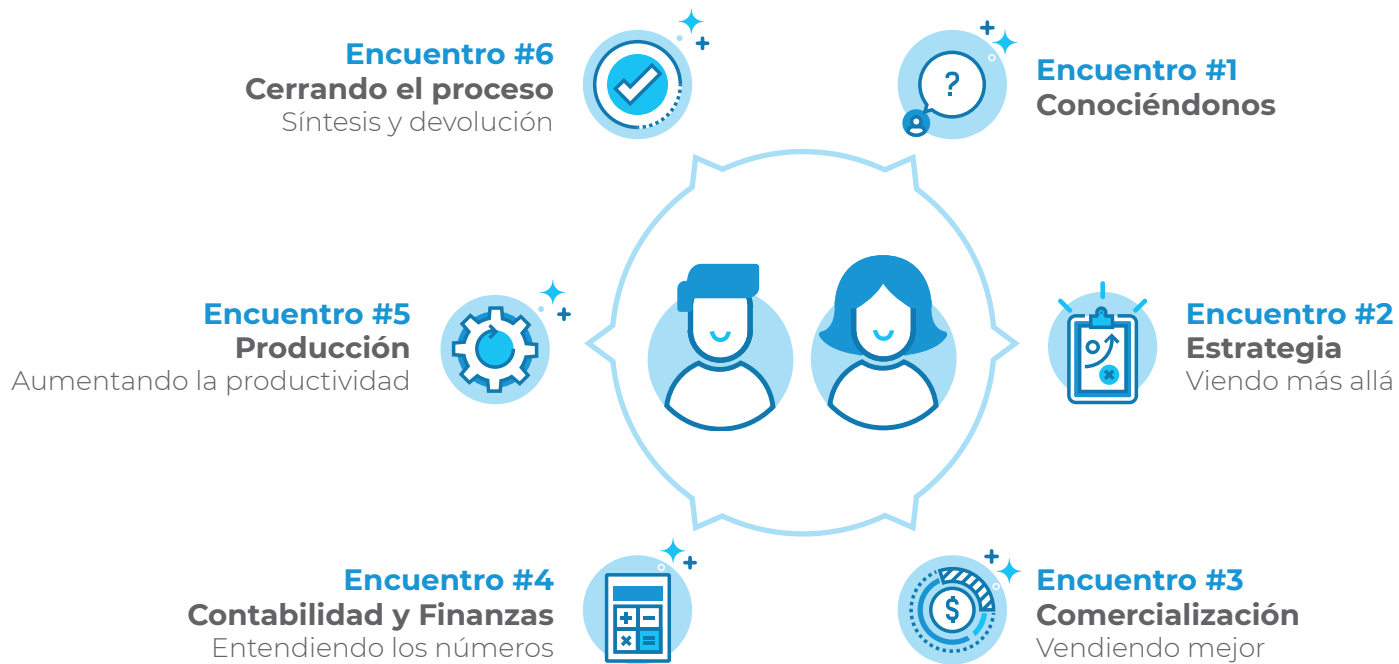 Encuentro #1
Conociéndonos
Encuentro #2
Estrategia
Viendo más allá
Encuentro #3
Comercialización
Vendiendo mejor
Encuentro #4
Contabilidad y Finanzas
Entendiendo los números
Encuentro #5
Producción
Aumentando la productividad
Encuentro #6
Cerrando el proceso
Síntesis y devolución